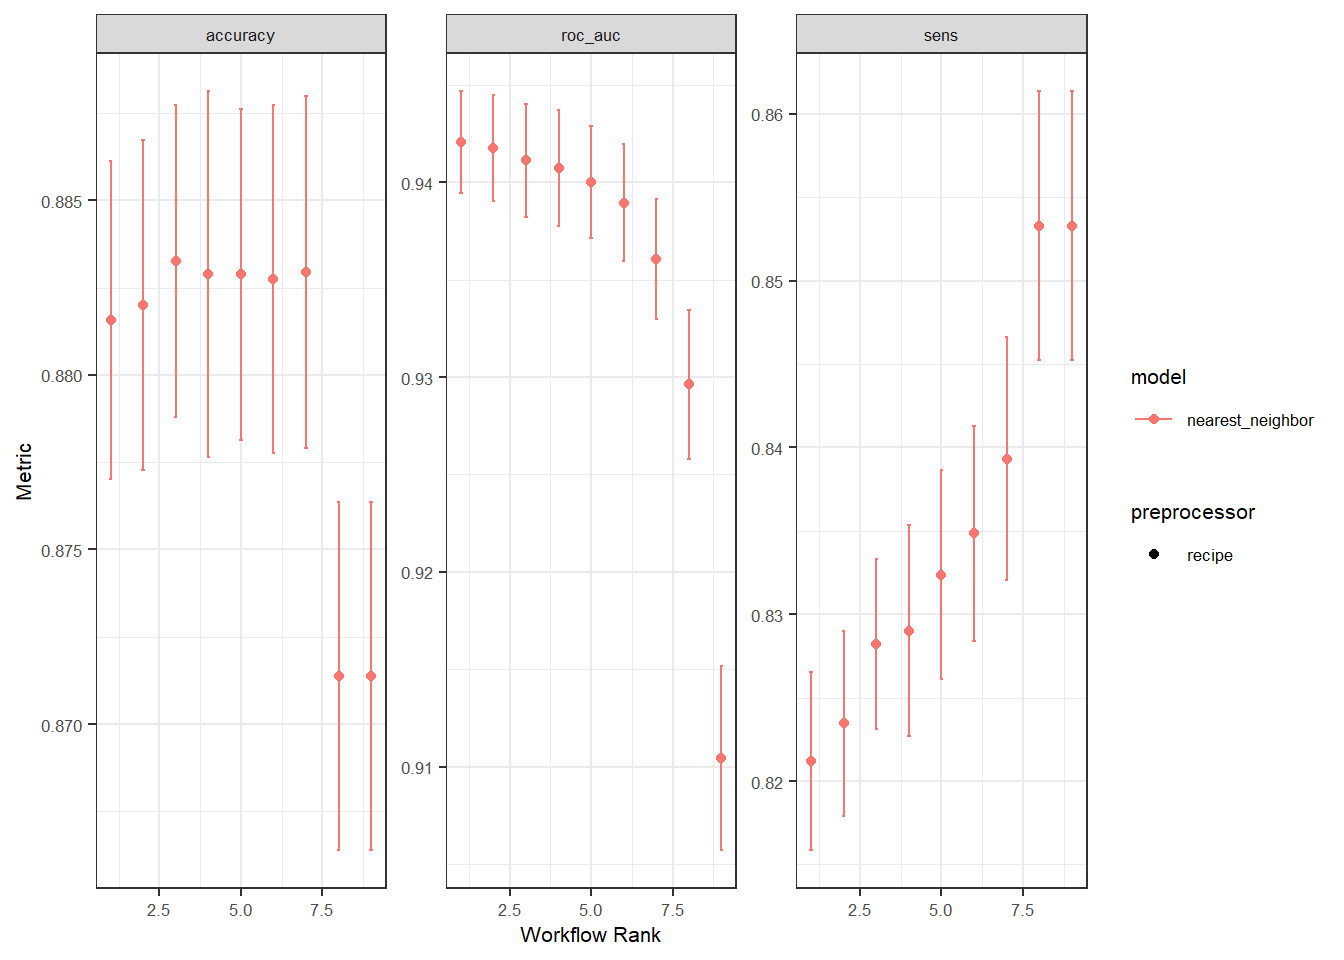 accuracy
roc_auc
sens
0.885
0.880
0.875
0.870
0.94
0.93
0.92
0.91
0.86
0.85
0.84
0.83
0.82
2.5 5.0 7.5
2.5 5.0 7.5
2.5 5.0 7.5
Metric
Workflow Rank
model
nearest_neighbor
preprocessor
recipe